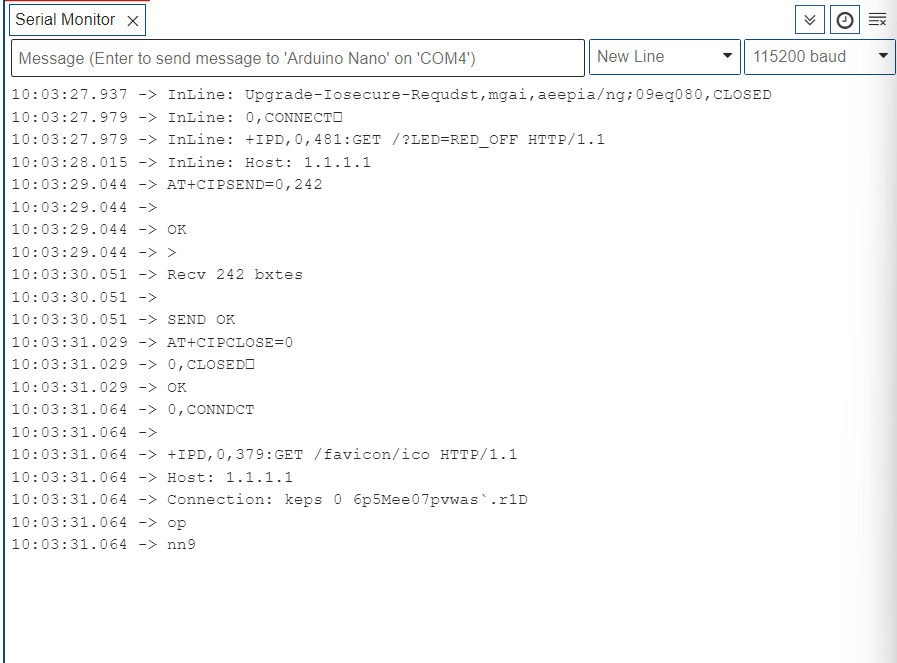 Serial Monitor ×
Message (Enter to send message to 'Arduino Nano' on 'COM4')
New Line
115200 baud
10:03:27.937 -> InLine: Upgrade-Iosecure-Requdst,mgai,aeepia/ng;09eq080,CLOSED
10:03:27.979 -> InLine: 0,CONNECT□
10:03:27.979 -> InLine: +IPD,0,481:GET /?LED=RED_OFF HTTP/1.1
10:03:28.015 -> InLine: Host: 1.1.1.1
10:03:29.044 -> AT+CIPSEND=0,242
10:03:29.044 ->
10:03:29.044 -> OK
10:03:29.044 -> >
10:03:30.051 -> Recv 242 bxtes
10:03:30.051 ->
10:03:30.051 -> SEND OK
10:03:31.029 -> AT+CIPCLOSE=0
10:03:31.029 -> 0,CLOSED□
10:03:31.029 -> OK
10:03:31.064 -> 0,CONNDCT
10:03:31.064 ->
10:03:31.064 -> +IPD,0,379:GET /favicon/ico HTTP/1.1
10:03:31.064 -> Host: 1.1.1.1
10:03:31.064 -> Connection: keps 0 6p5Mee07pvwas`.r1D
10:03:31.064 -> op
10:03:31.064 -> nn9